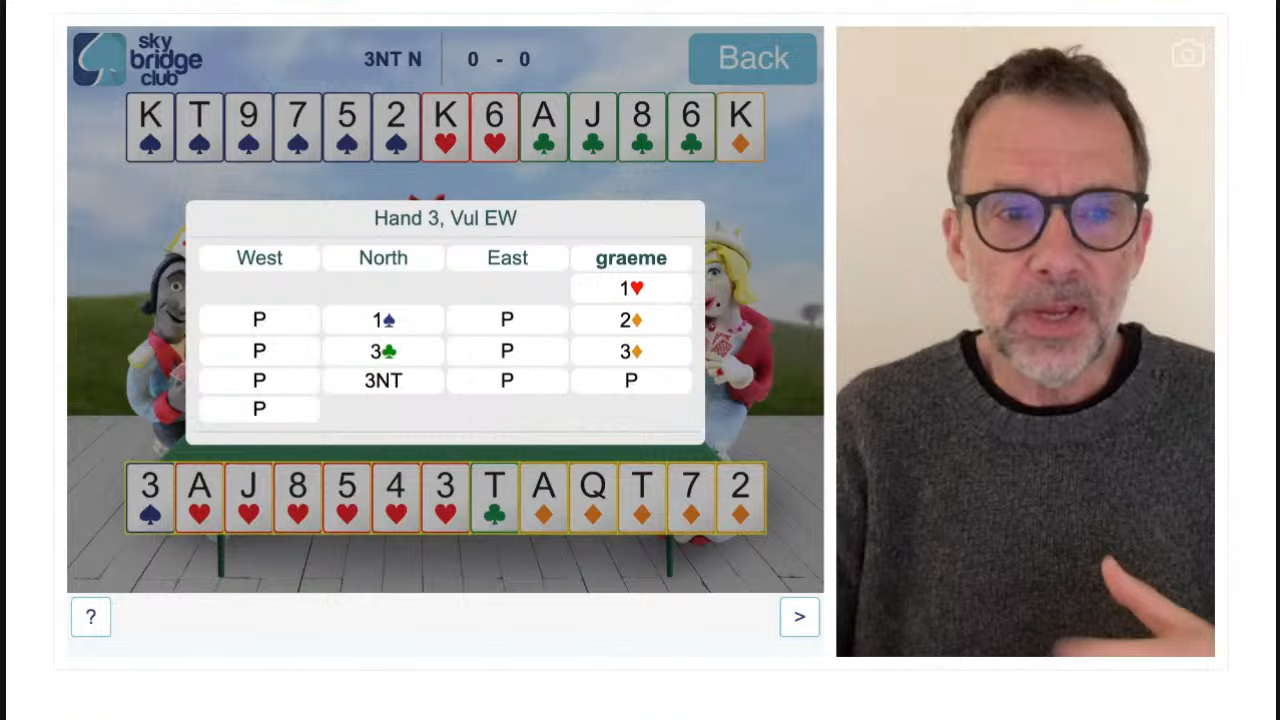 sky
bridge
club
3NT N
0 - 0
Back
K♠ T♠ 9♠ 7♠ 5♠ 2♠ K♥ 6♥ A♣ J♣ 8♣ 6♣ K♦
Hand 3, Vul EW
West North East graeme
1♥
P 1♠ P 2♦
P 3♣ P 3♦
P 3NT P P
P
3♠ A♥ J♥ 8♥ 5♥ 4♥ 3♥ T♣ A♦ Q♦ T♦ 7♦ 2♦
?
>